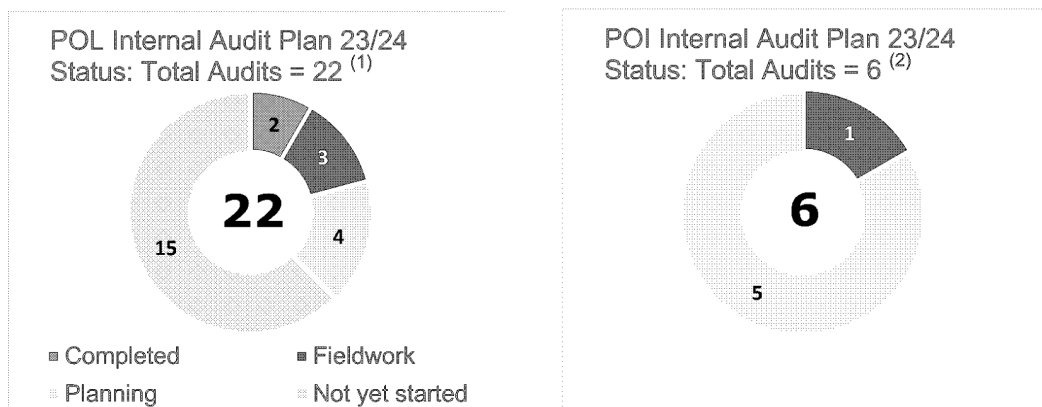 POL Internal Audit Plan 23/24
Status: Total Audits = 22 (1)
2
3
22
4
15
Completed
Fieldwork
Planning
Not yet started
POI Internal Audit Plan 23/24
Status: Total Audits = 6 (2)
1
6
5